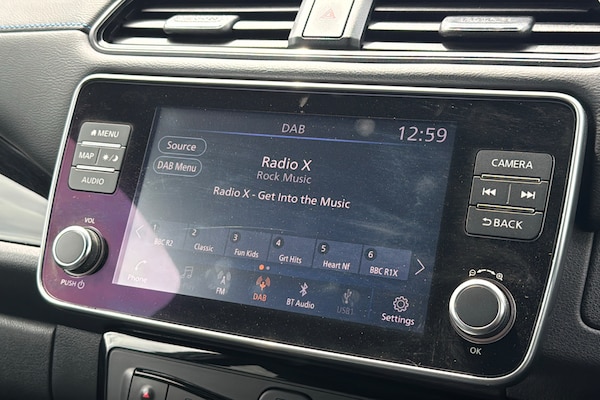 DAB
12:59
MENU
MAP
AUDIO
Source
DAB Menu
Radio X
Rock Music
Radio X - Get Into the Music
CAMERA
BACK
1 BBC R2
2 Classic
3 Fun Kids
4 Grt Hits
5 Heart Nf
6 BBC R1X
VOL
PUSH
Phone
FM
DAB
BT Audio
USB1
Settings
OK